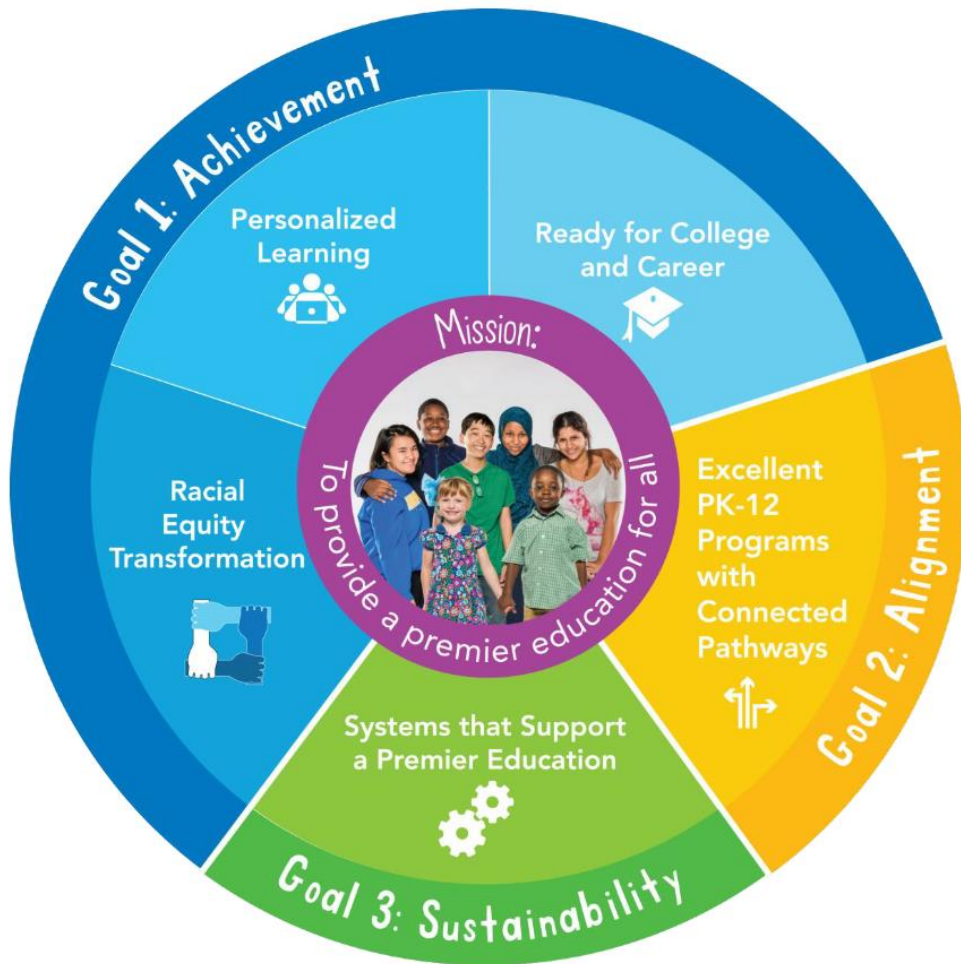 Goal 1: Achievement
Personalized
Learning
Ready for College
and Career
Mission:
To provide a premier education for all
Racial
Equity
Transformation
Excellent
PK-12
Programs
with
Connected
Pathways
Goal 2: Alignment
Systems that Support
a Premier Education
Goal 3: Sustainability